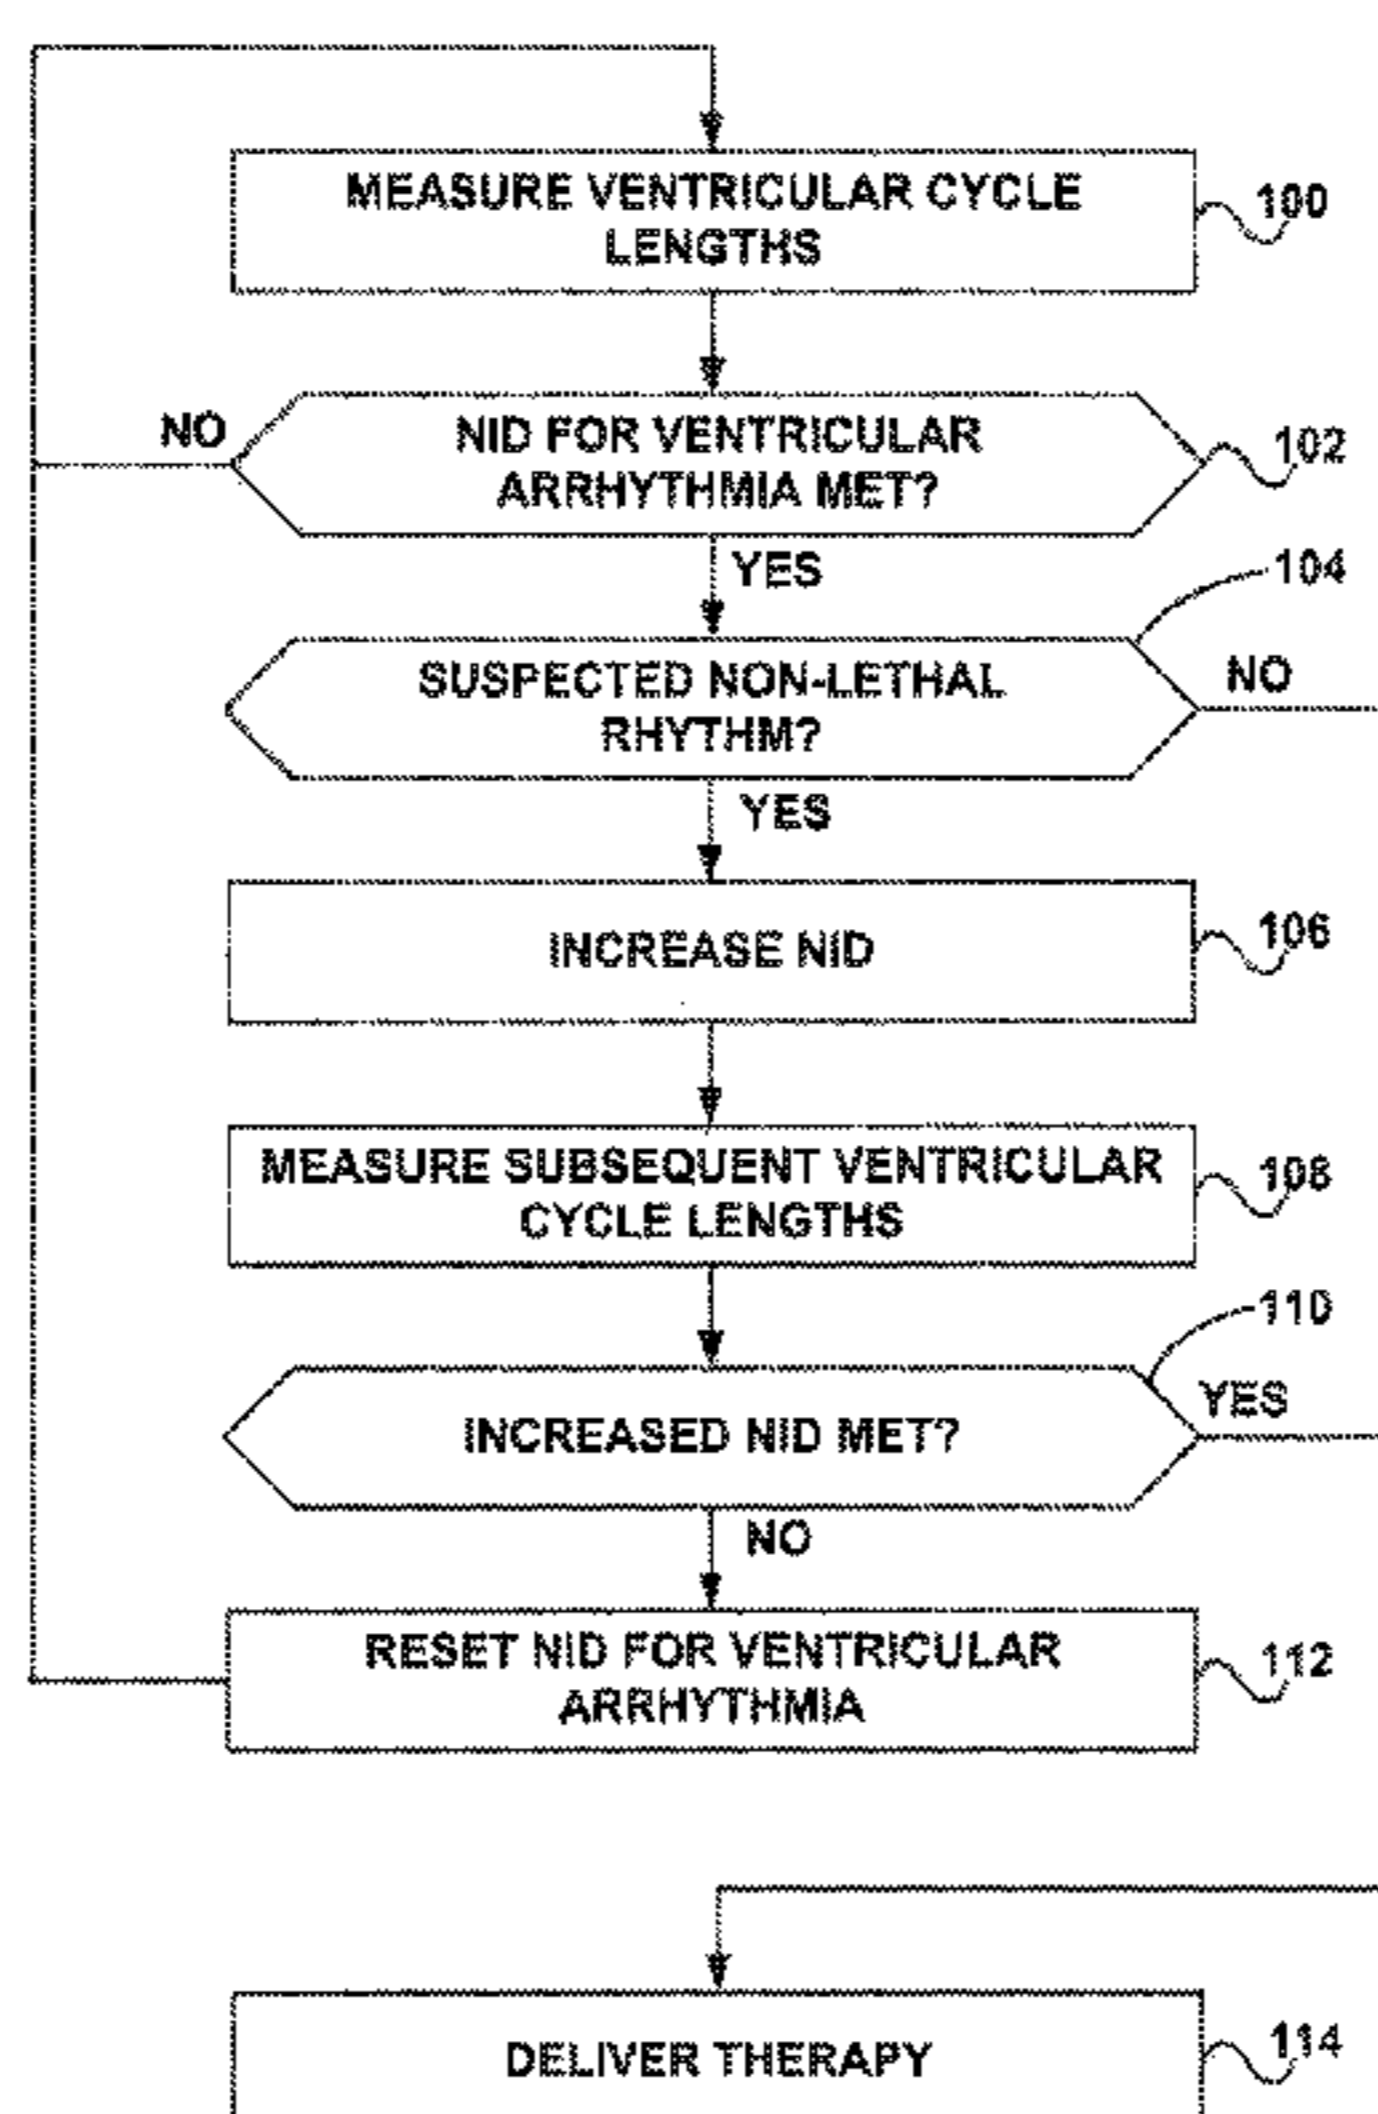 MEASURE VENTRICULAR CYCLE
LENGTHS
100
NO
NID FOR VENTRICULAR
ARRHYTHMIA MET?
102
YES
104
SUSPECTED NON-LETHAL
RHYTHM?
NO
YES
INCREASE NID
106
MEASURE SUBSEQUENT VENTRICULAR
CYCLE LENGTHS
108
110
INCREASED NID MET?
YES
NO
RESET NID FOR VENTRICULAR
ARRHYTHMIA
112
DELIVER THERAPY
114